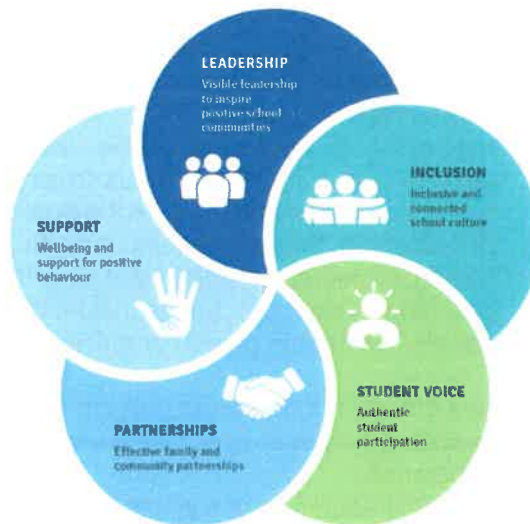 LEADERSHIP
Visible leadership
to inspire
positive school
communities
INCLUSION
Inclusive and
connected
school culture
SUPPORT
Wellbeing and
support for positive
behaviour
STUDENT VOICE
Authentic
student
participation
PARTNERSHIPS
Effective family and
community partnerships